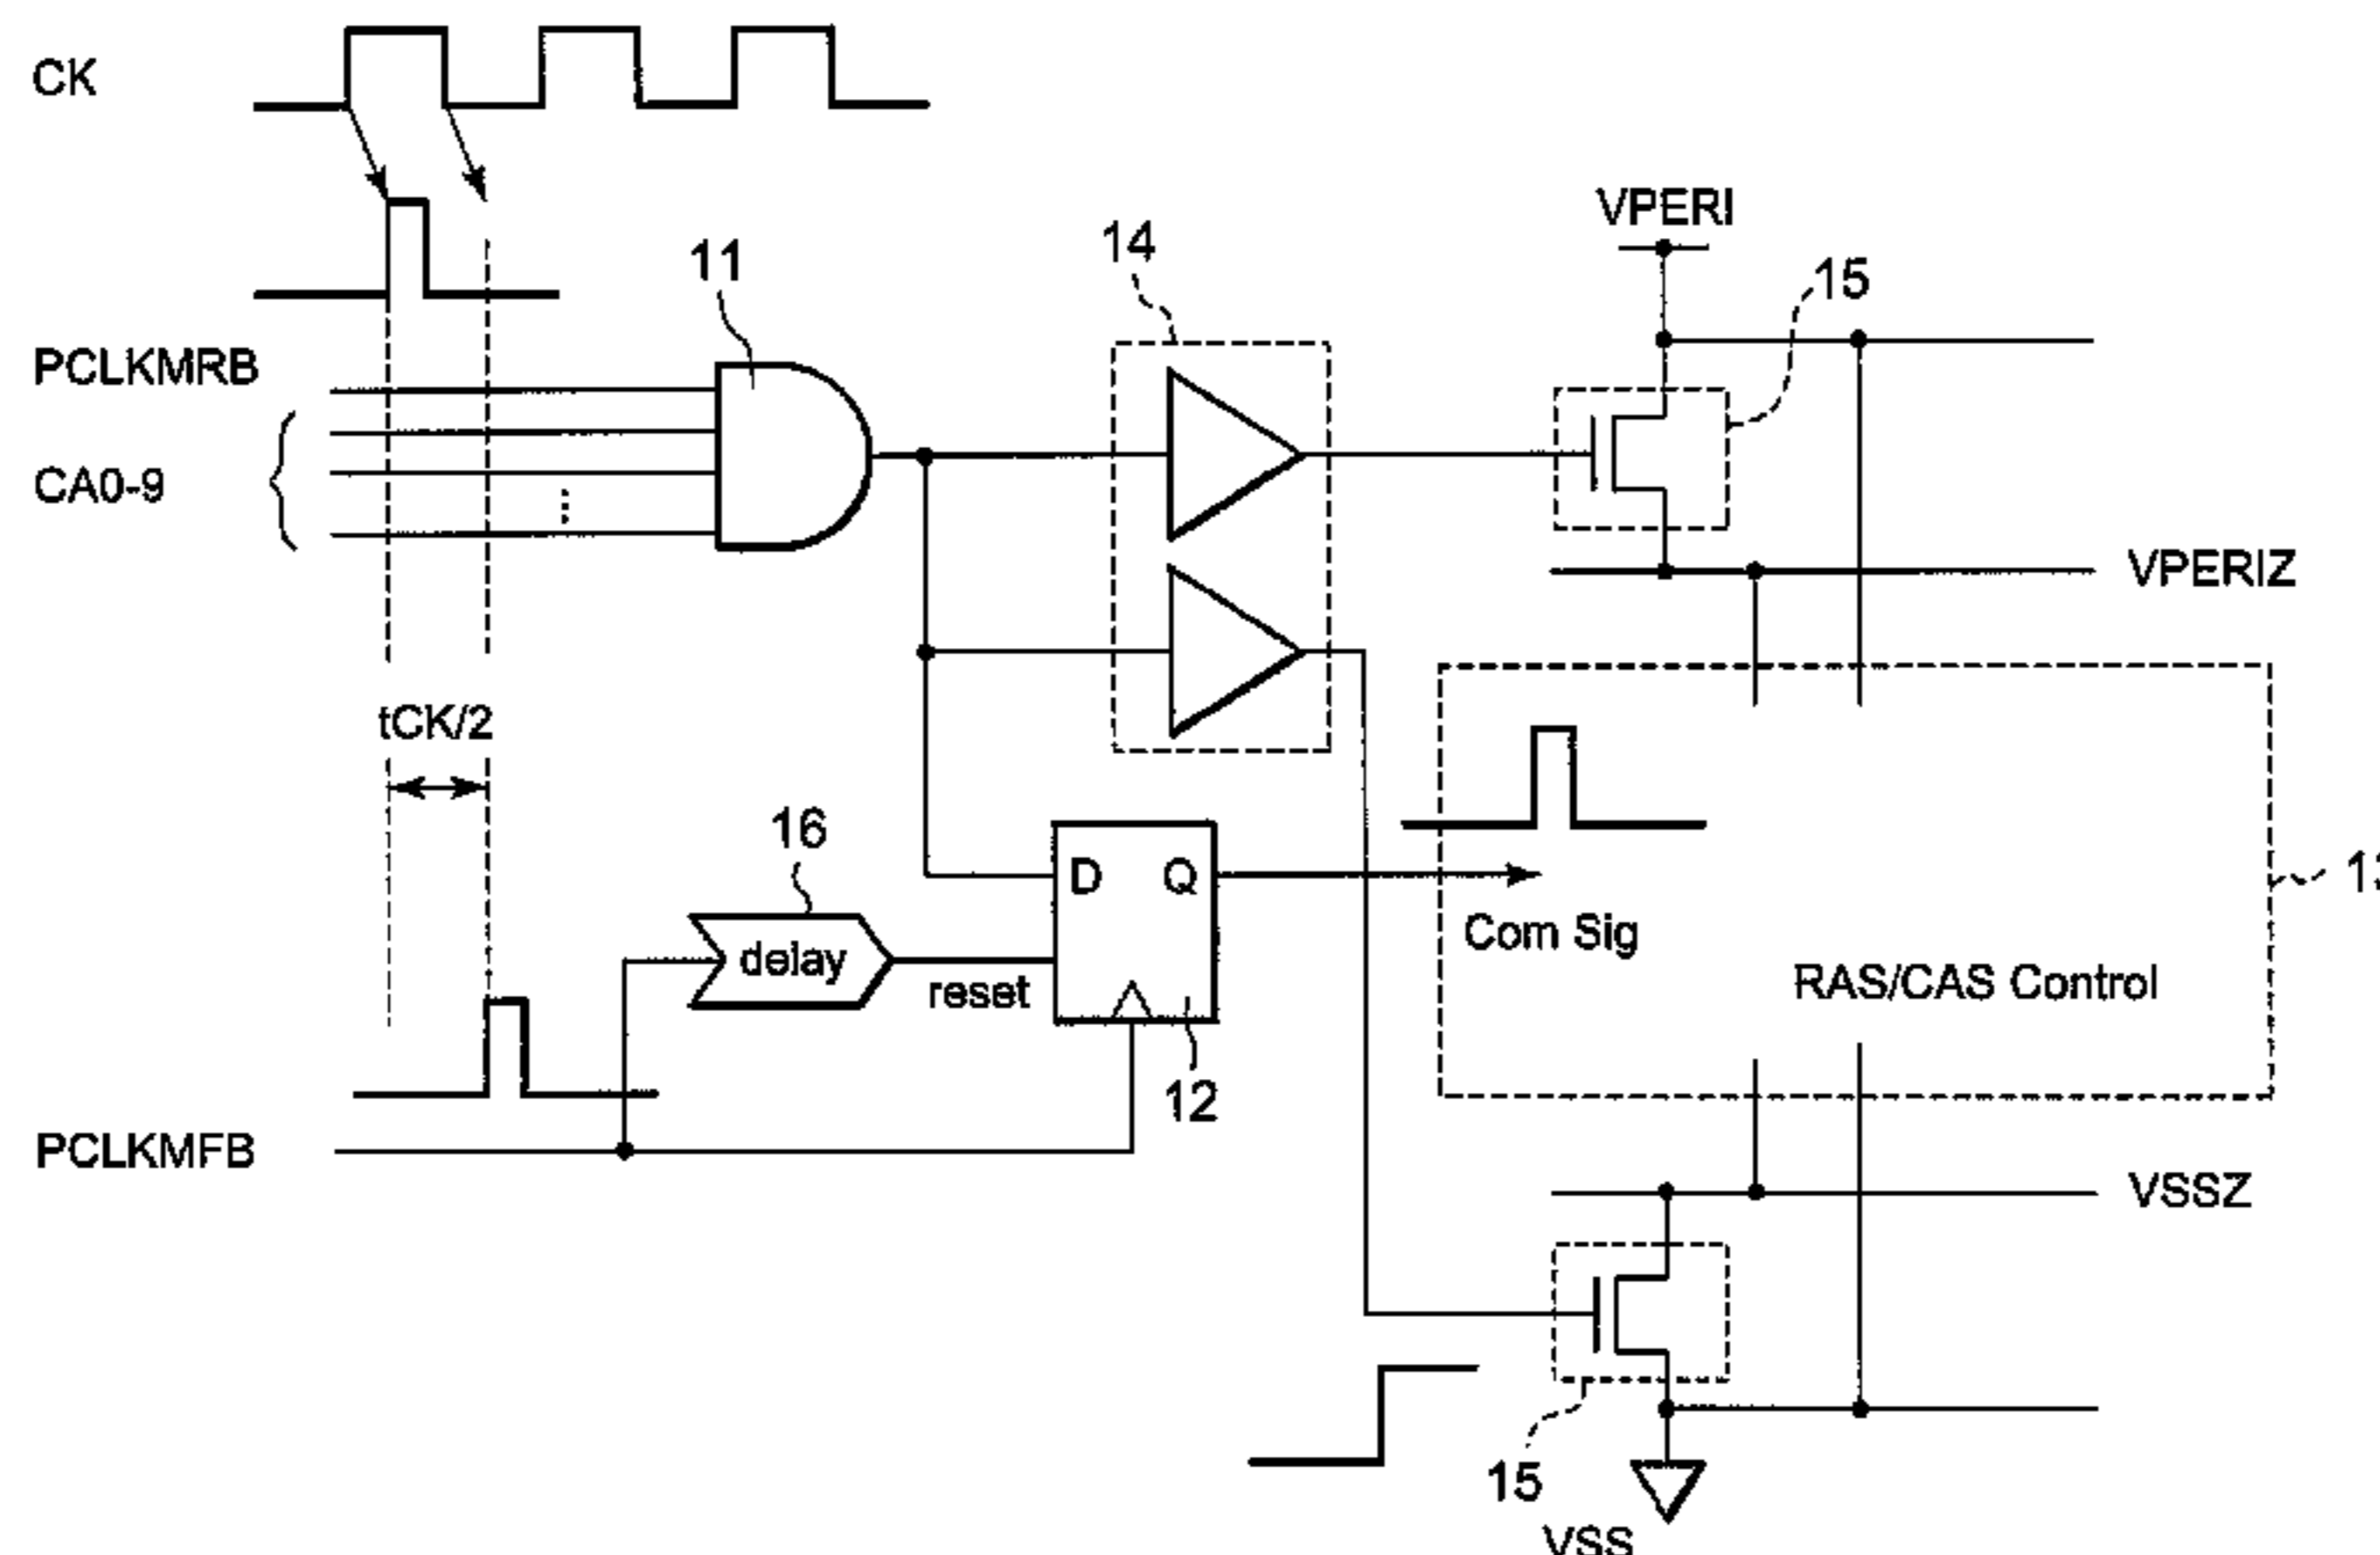 CK
VPERI
14
11
15
PCLKMRB
CA0-9
VPERIZ
tCK/2
16
D Q
delay
Com Sig
reset
RAS/CAS Control
12
PCLKMFB
VSSZ
15
VSS